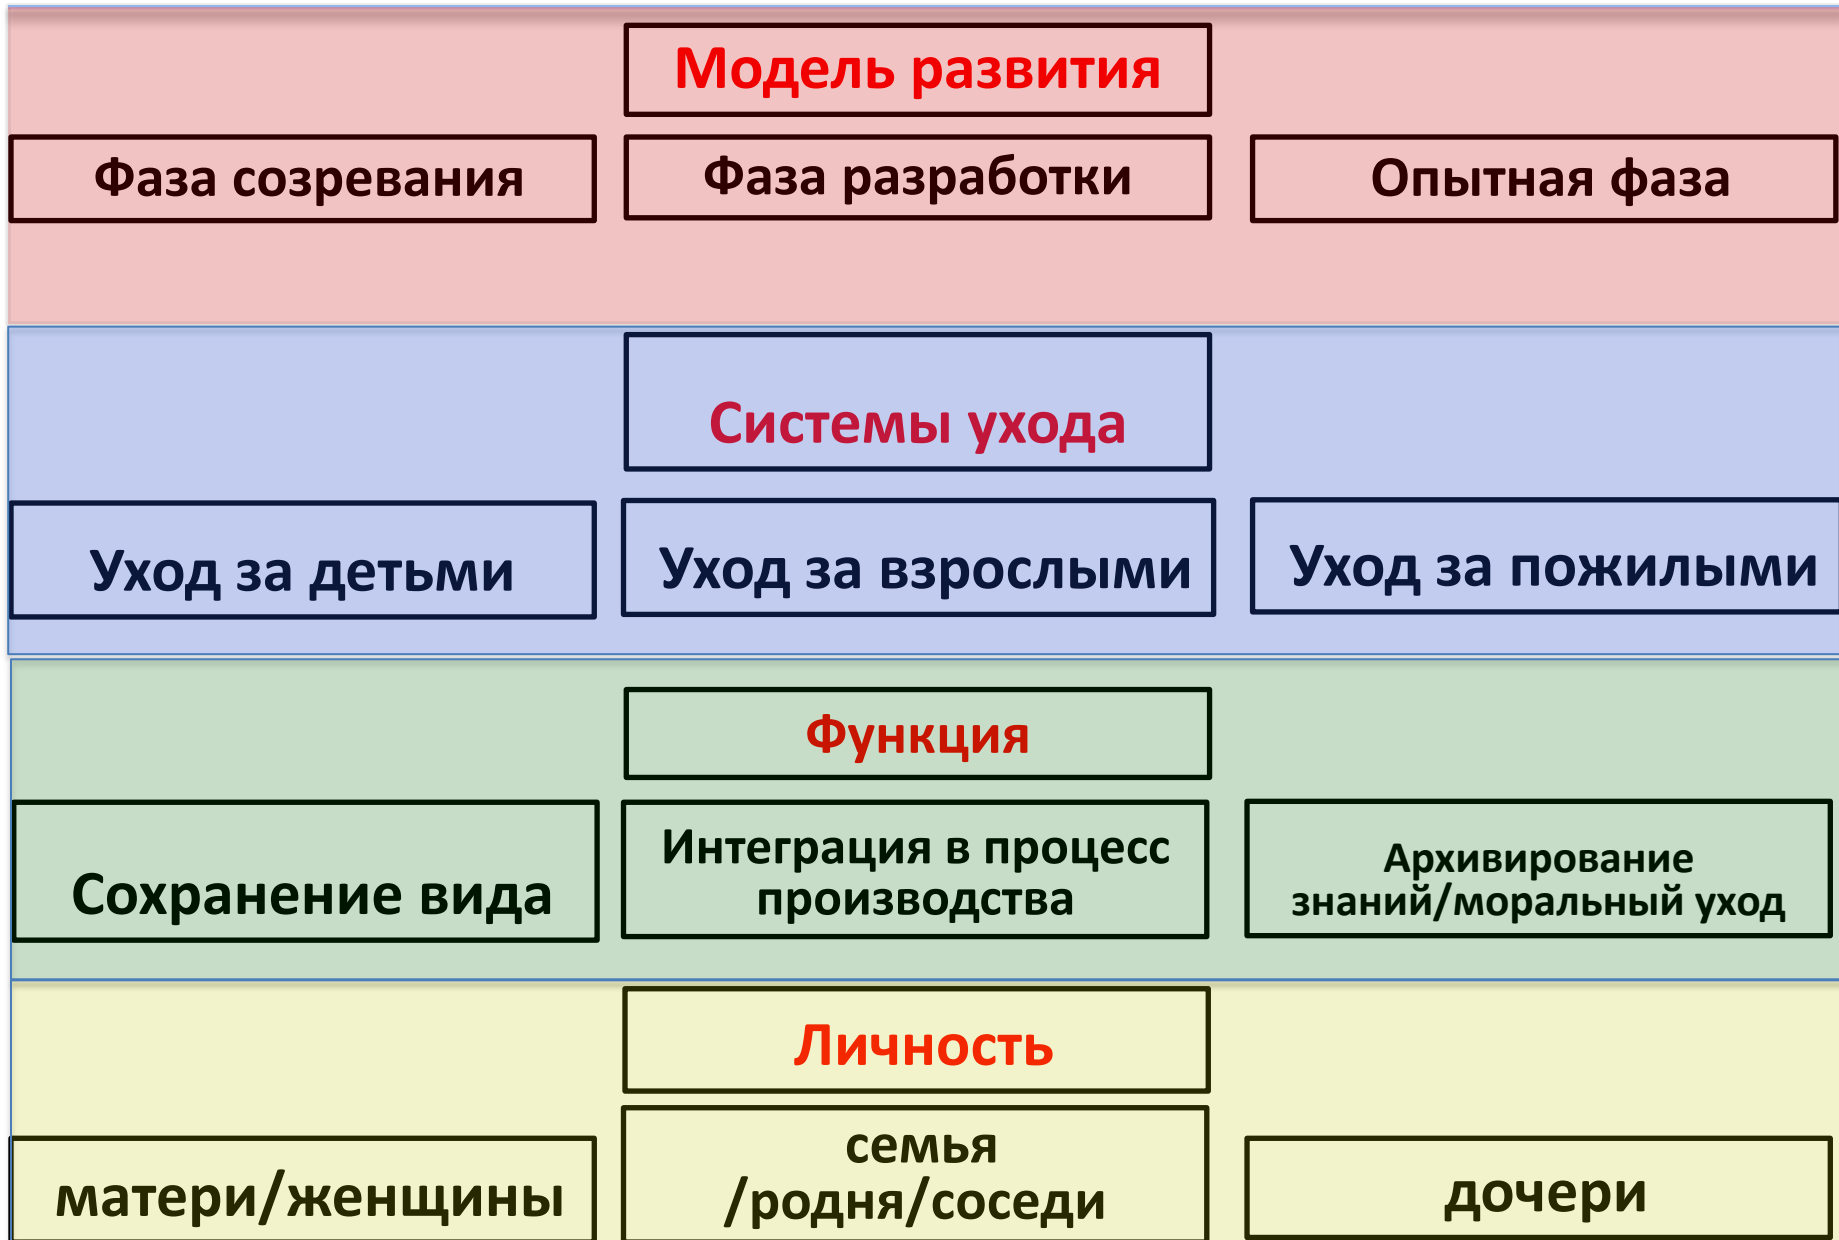 Модель развития
Фаза созревания
Фаза разработки
Опытная фаза
Системы ухода
Уход за детьми
Уход за взрослыми
Уход за пожилыми
Функция
Сохранение вида
Интеграция в процесс
производства
Архивирование
знаний/моральный уход
Личность
матери/женщины
семья
/родня/соседи
дочери